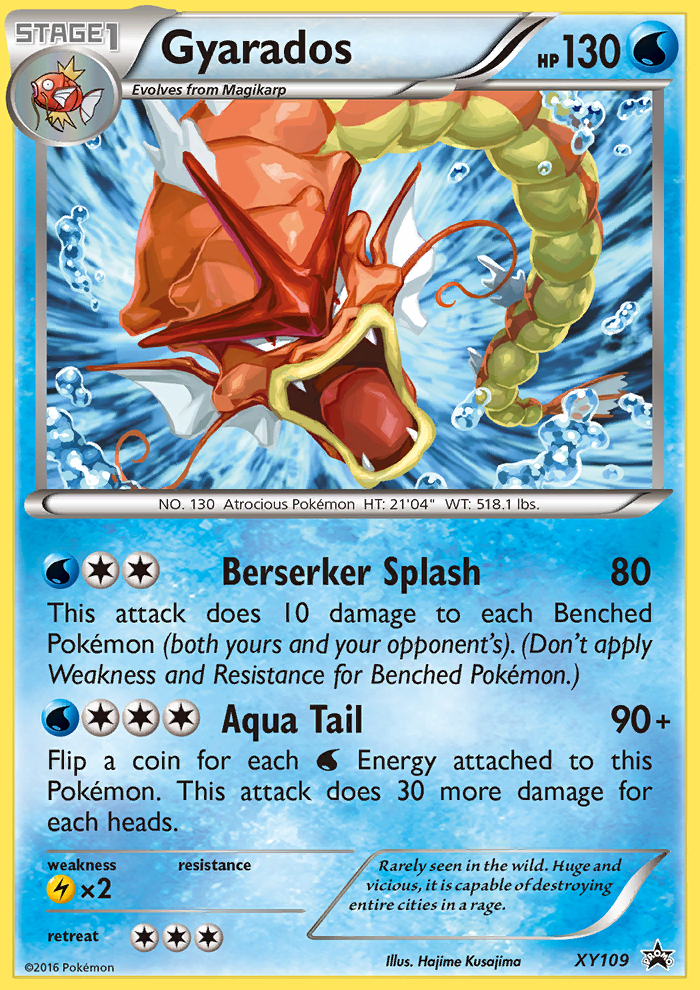 STAGE1
Gyarados
HP130
Evolves from Magikarp
NO. 130 Atrocious Pokémon HT: 21'04" WT: 518.1 lbs.
Berserker Splash 80
This attack does 10 damage to each Benched
Pokémon (both yours and your opponent's). (Don't apply
Weakness and Resistance for Benched Pokémon.)
Aqua Tail 90+
Flip a coin for each Energy attached to this
Pokémon. This attack does 30 more damage for
each heads.
weakness resistance
×2
retreat
Rarely seen in the wild. Huge and
vicious, it is capable of destroying
entire cities in a rage.
©2016 Pokémon
Illus. Hajime Kusajima
XY109
PROMO